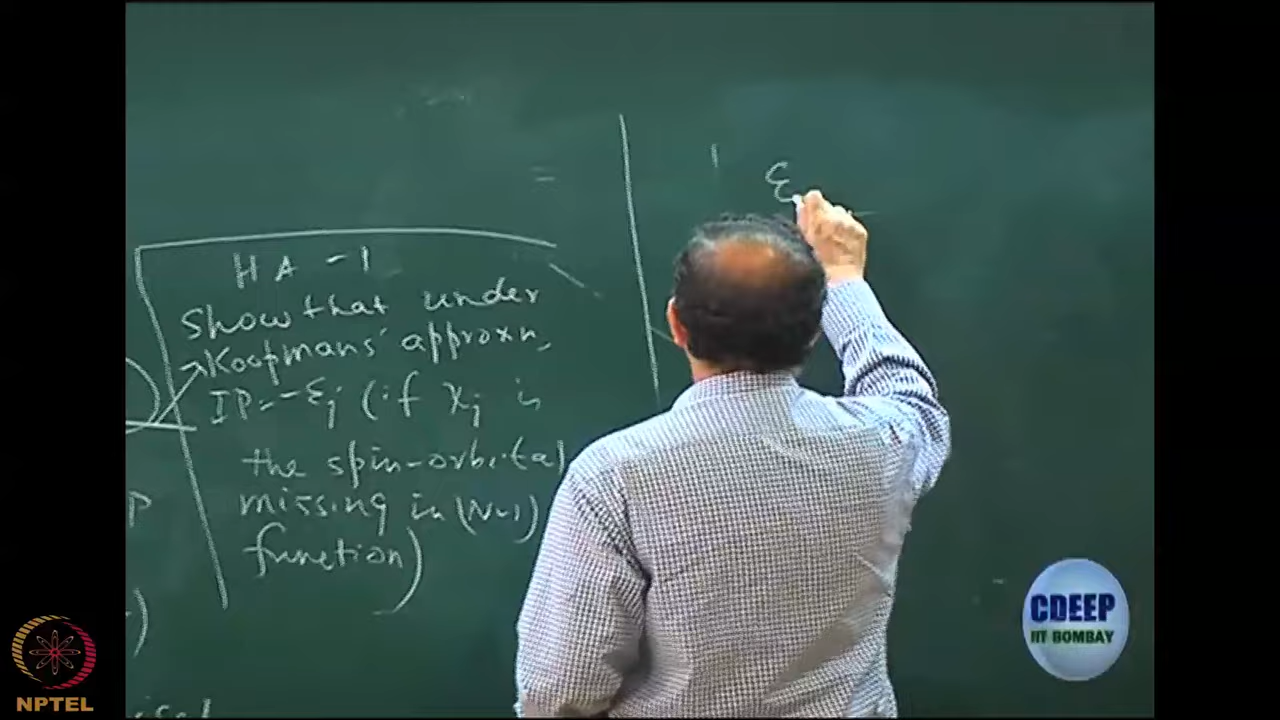 HA-1
Show that under
Koopmans' approxn,
IP = -εj (if χj is
the spin-orbital
missing in (N-1)
function)
P
)
ε
CDEEP
IIT BOMBAY
NPTEL